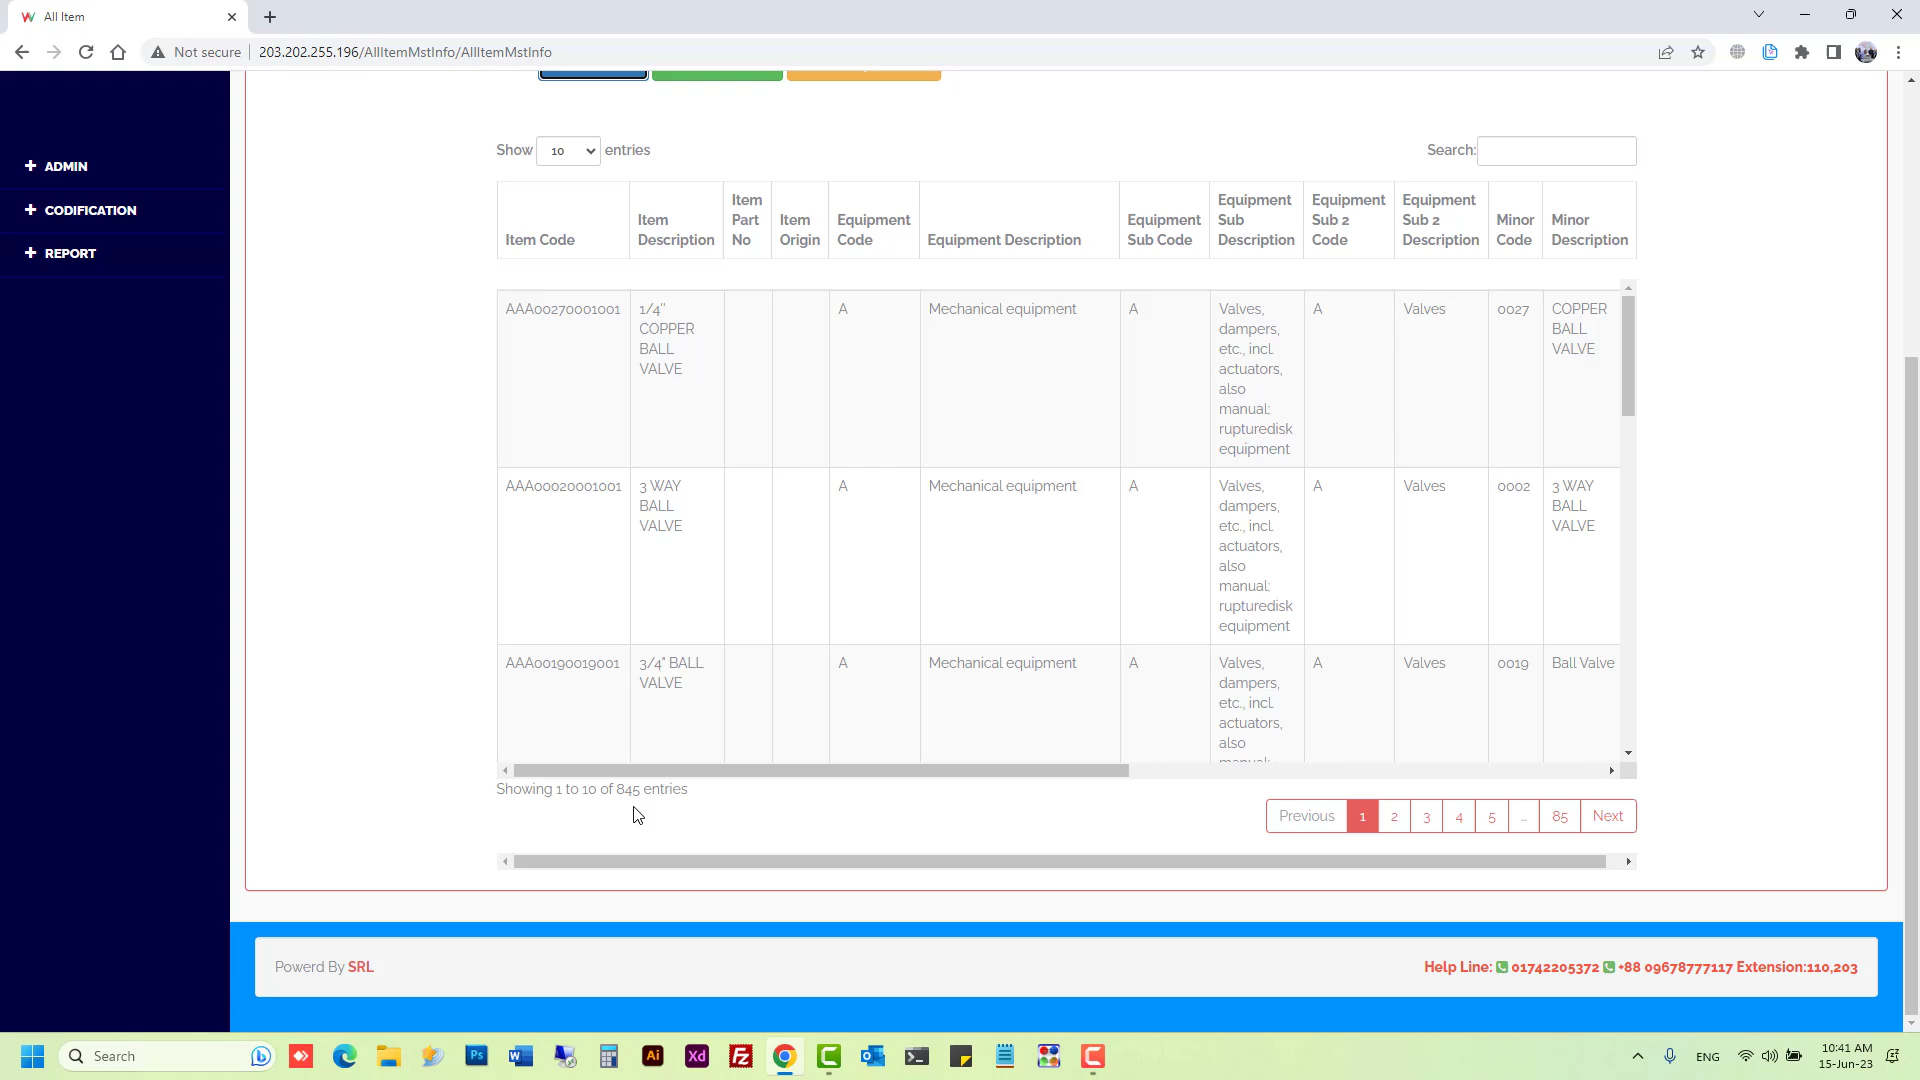 All Item
Not secure
203.202.255.196/AllItemMstInfo/AllItemMstInfo
ADMIN
CODIFICATION
REPORT
Show 10 entries
Search:
Item Code
Item Description
Item Part No
Item Origin
Equipment Code
Equipment Description
Equipment Sub Code
Equipment Sub Description
Equipment Sub 2 Code
Equipment Sub 2 Description
Minor Code
Minor Description
AAA00270001001
1/4'' COPPER BALL VALVE
A
Mechanical equipment
A
Valves, dampers, etc., incl. actuators, also manual; rupturedisk equipment
A
Valves
0027
COPPER BALL VALVE
AAA00020001001
3 WAY BALL VALVE
A
Mechanical equipment
A
Valves, dampers, etc., incl. actuators, also manual; rupturedisk equipment
A
Valves
0002
3 WAY BALL VALVE
AAA00190019001
3/4" BALL VALVE
A
Mechanical equipment
A
Valves, dampers, etc., incl. actuators, also
A
Valves
0019
Ball Valve
Showing 1 to 10 of 845 entries
Previous 1 2 3 4 5 … 85 Next
Powerd By SRL
Help Line: 01742205372 +88 09678777117 Extension:110,203
Search
ENG
10:41 AM
15-Jun-23